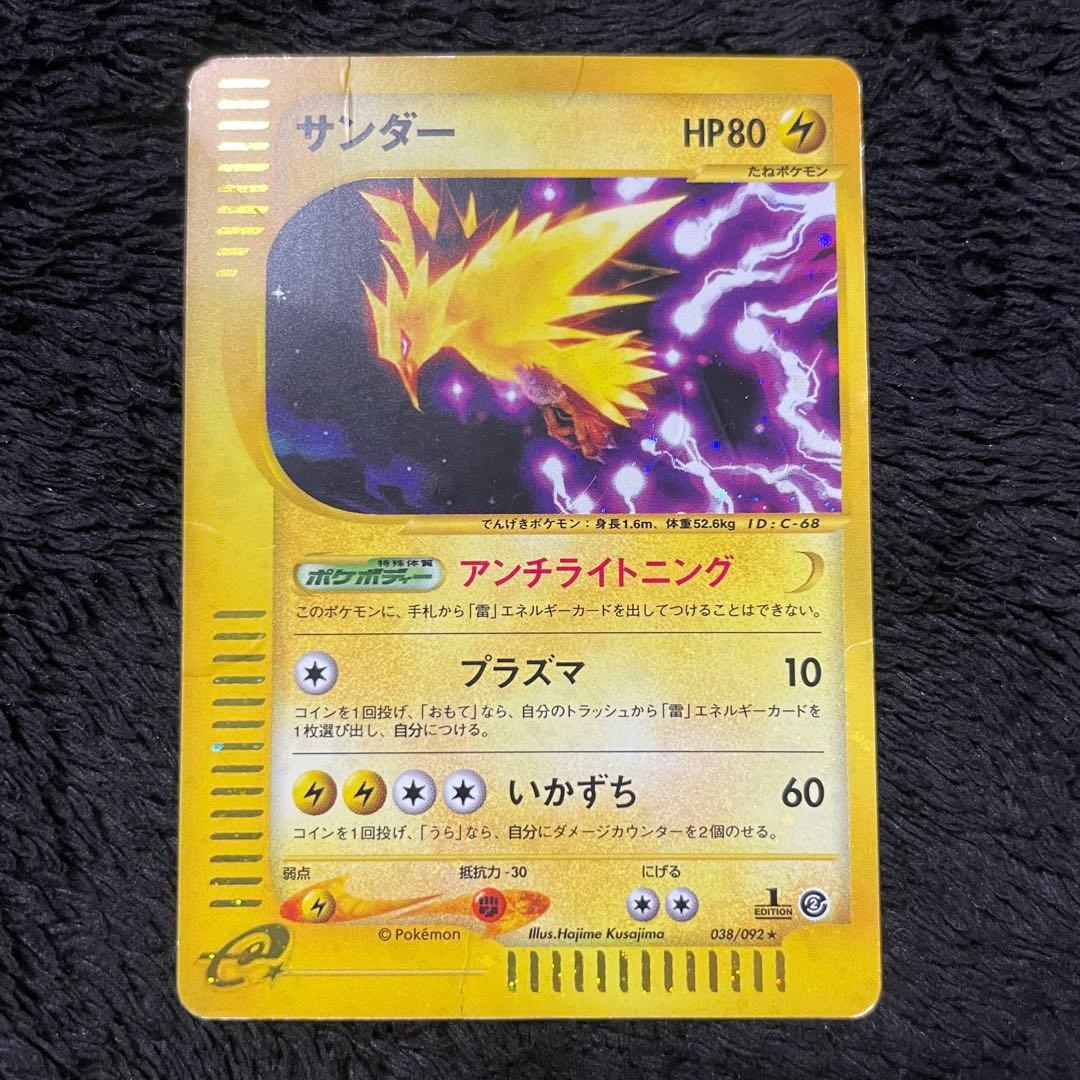 サンダー HP80
たねポケモン
でんげきポケモン：身長1.6m、体重52.6kg ID:C-68
特殊体質
ポケボディー アンチライトニング
このポケモンに、手札から「雷」エネルギーカードを出してつけることはできない。
プラズマ 10
コインを1回投げ、「おもて」なら、自分のトラッシュから「雷」エネルギーカードを
1枚選び出し、自分につける。
いかずち 60
コインを1回投げ、「うら」なら、自分にダメージカウンターを2個のせる。
弱点 抵抗力-30 にげる
1
EDITION
2
©Pokémon Illus.Hajime Kusajima 038/092★
e